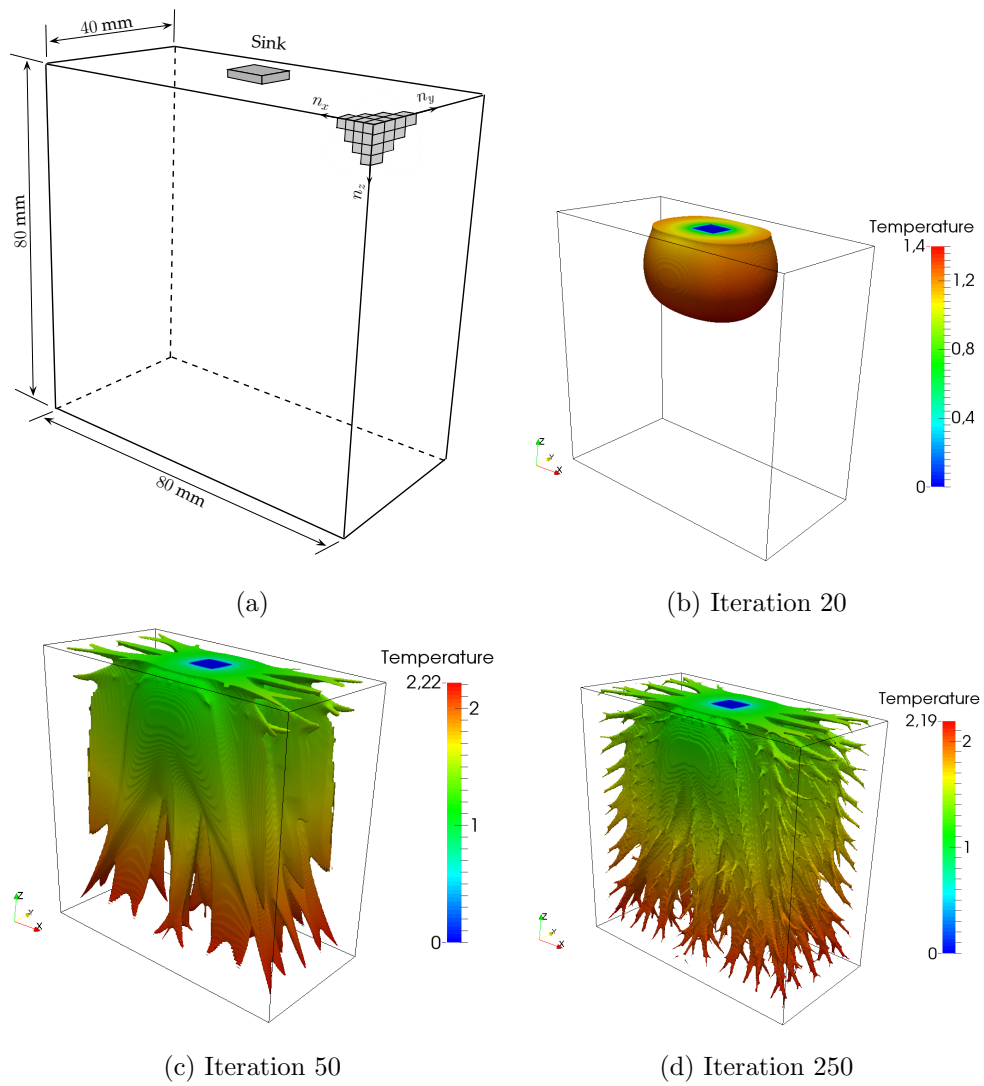 40 mm
Sink
n_x
n_y
n_z
80 mm
80 mm
(a)
Temperature
1,4
1,2
0,8
0,4
0
Z
Y
X
(b) Iteration 20
Temperature
2,22
2
1
0
Z
Y
X
(c) Iteration 50
Temperature
2,19
2
1
0
Z
Y
X
(d) Iteration 250